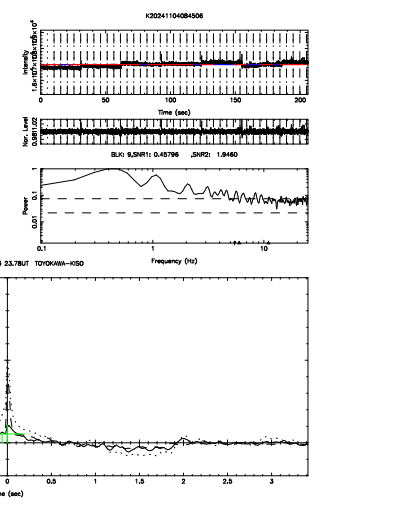 K20241104084506
Intensity
0 50 100 150 200
Time (sec)
Nor. Level
BLK: 9,SNR1: 0.45796 ,SNR2: 1.9460
Power
1
0.1
0.01
0.1 1 10
Frequency (Hz)
23.78UT TOYOKAWA-KISO
0 0.5 1 1.5 2 2.5 3
(sec)